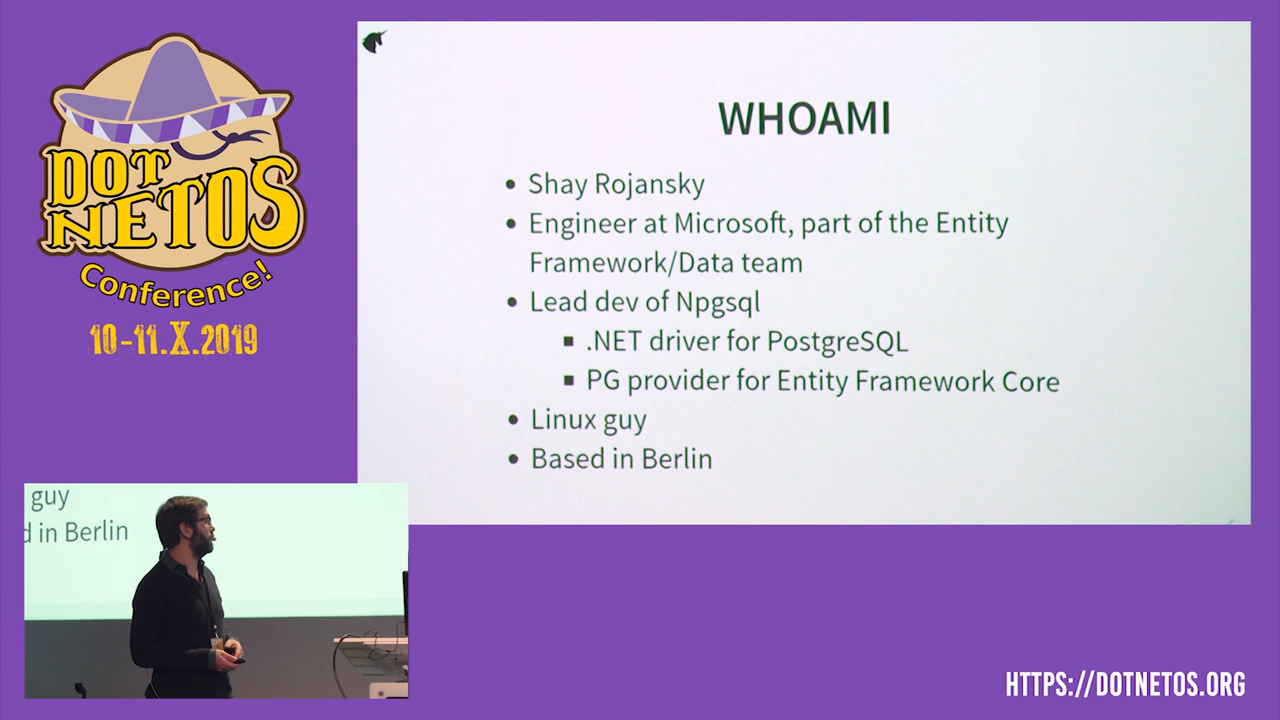 DOT
NETOS
Conference!
10-11.X.2019
WHOAMI
• Shay Rojansky
• Engineer at Microsoft, part of the Entity
Framework/Data team
• Lead dev of Npgsql
▪ .NET driver for PostgreSQL
▪ PG provider for Entity Framework Core
• Linux guy
• Based in Berlin
guy
d in Berlin
HTTPS://DOTNETOS.ORG